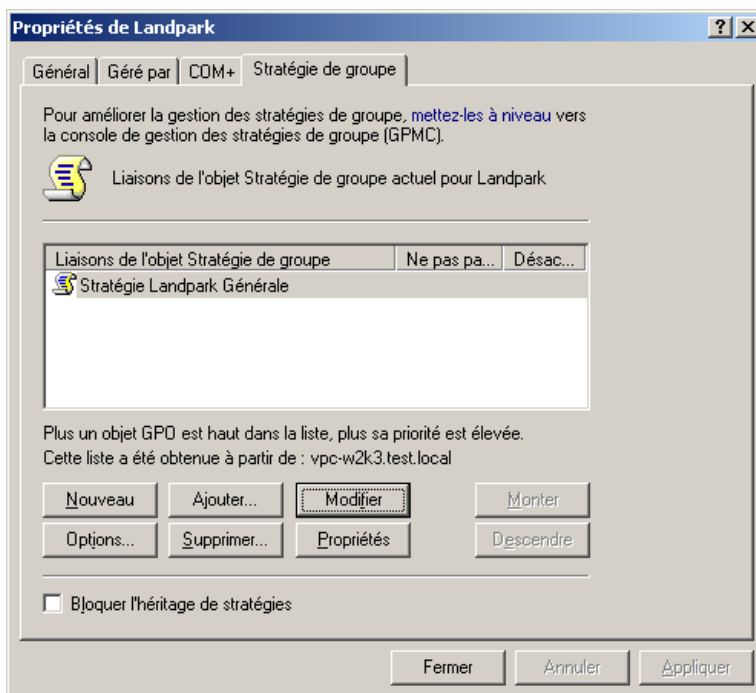 Propriétés de Landpark
Général Géré par COM+ Stratégie de groupe
Pour améliorer la gestion des stratégies de groupe, mettez-les à niveau vers
la console de gestion des stratégies de groupe (GPMC).
Liaisons de l'objet Stratégie de groupe actuel pour Landpark
Liaisons de l'objet Stratégie de groupe Ne pas pa... Désac...
Stratégie Landpark Générale
Plus un objet GPO est haut dans la liste, plus sa priorité est élevée.
Cette liste a été obtenue à partir de : vpc-w2k3.test.local
Nouveau Ajouter... Modifier Monter
Options... Supprimer... Propriétés Descendre
Bloquer l'héritage de stratégies
Fermer Annuler Appliquer